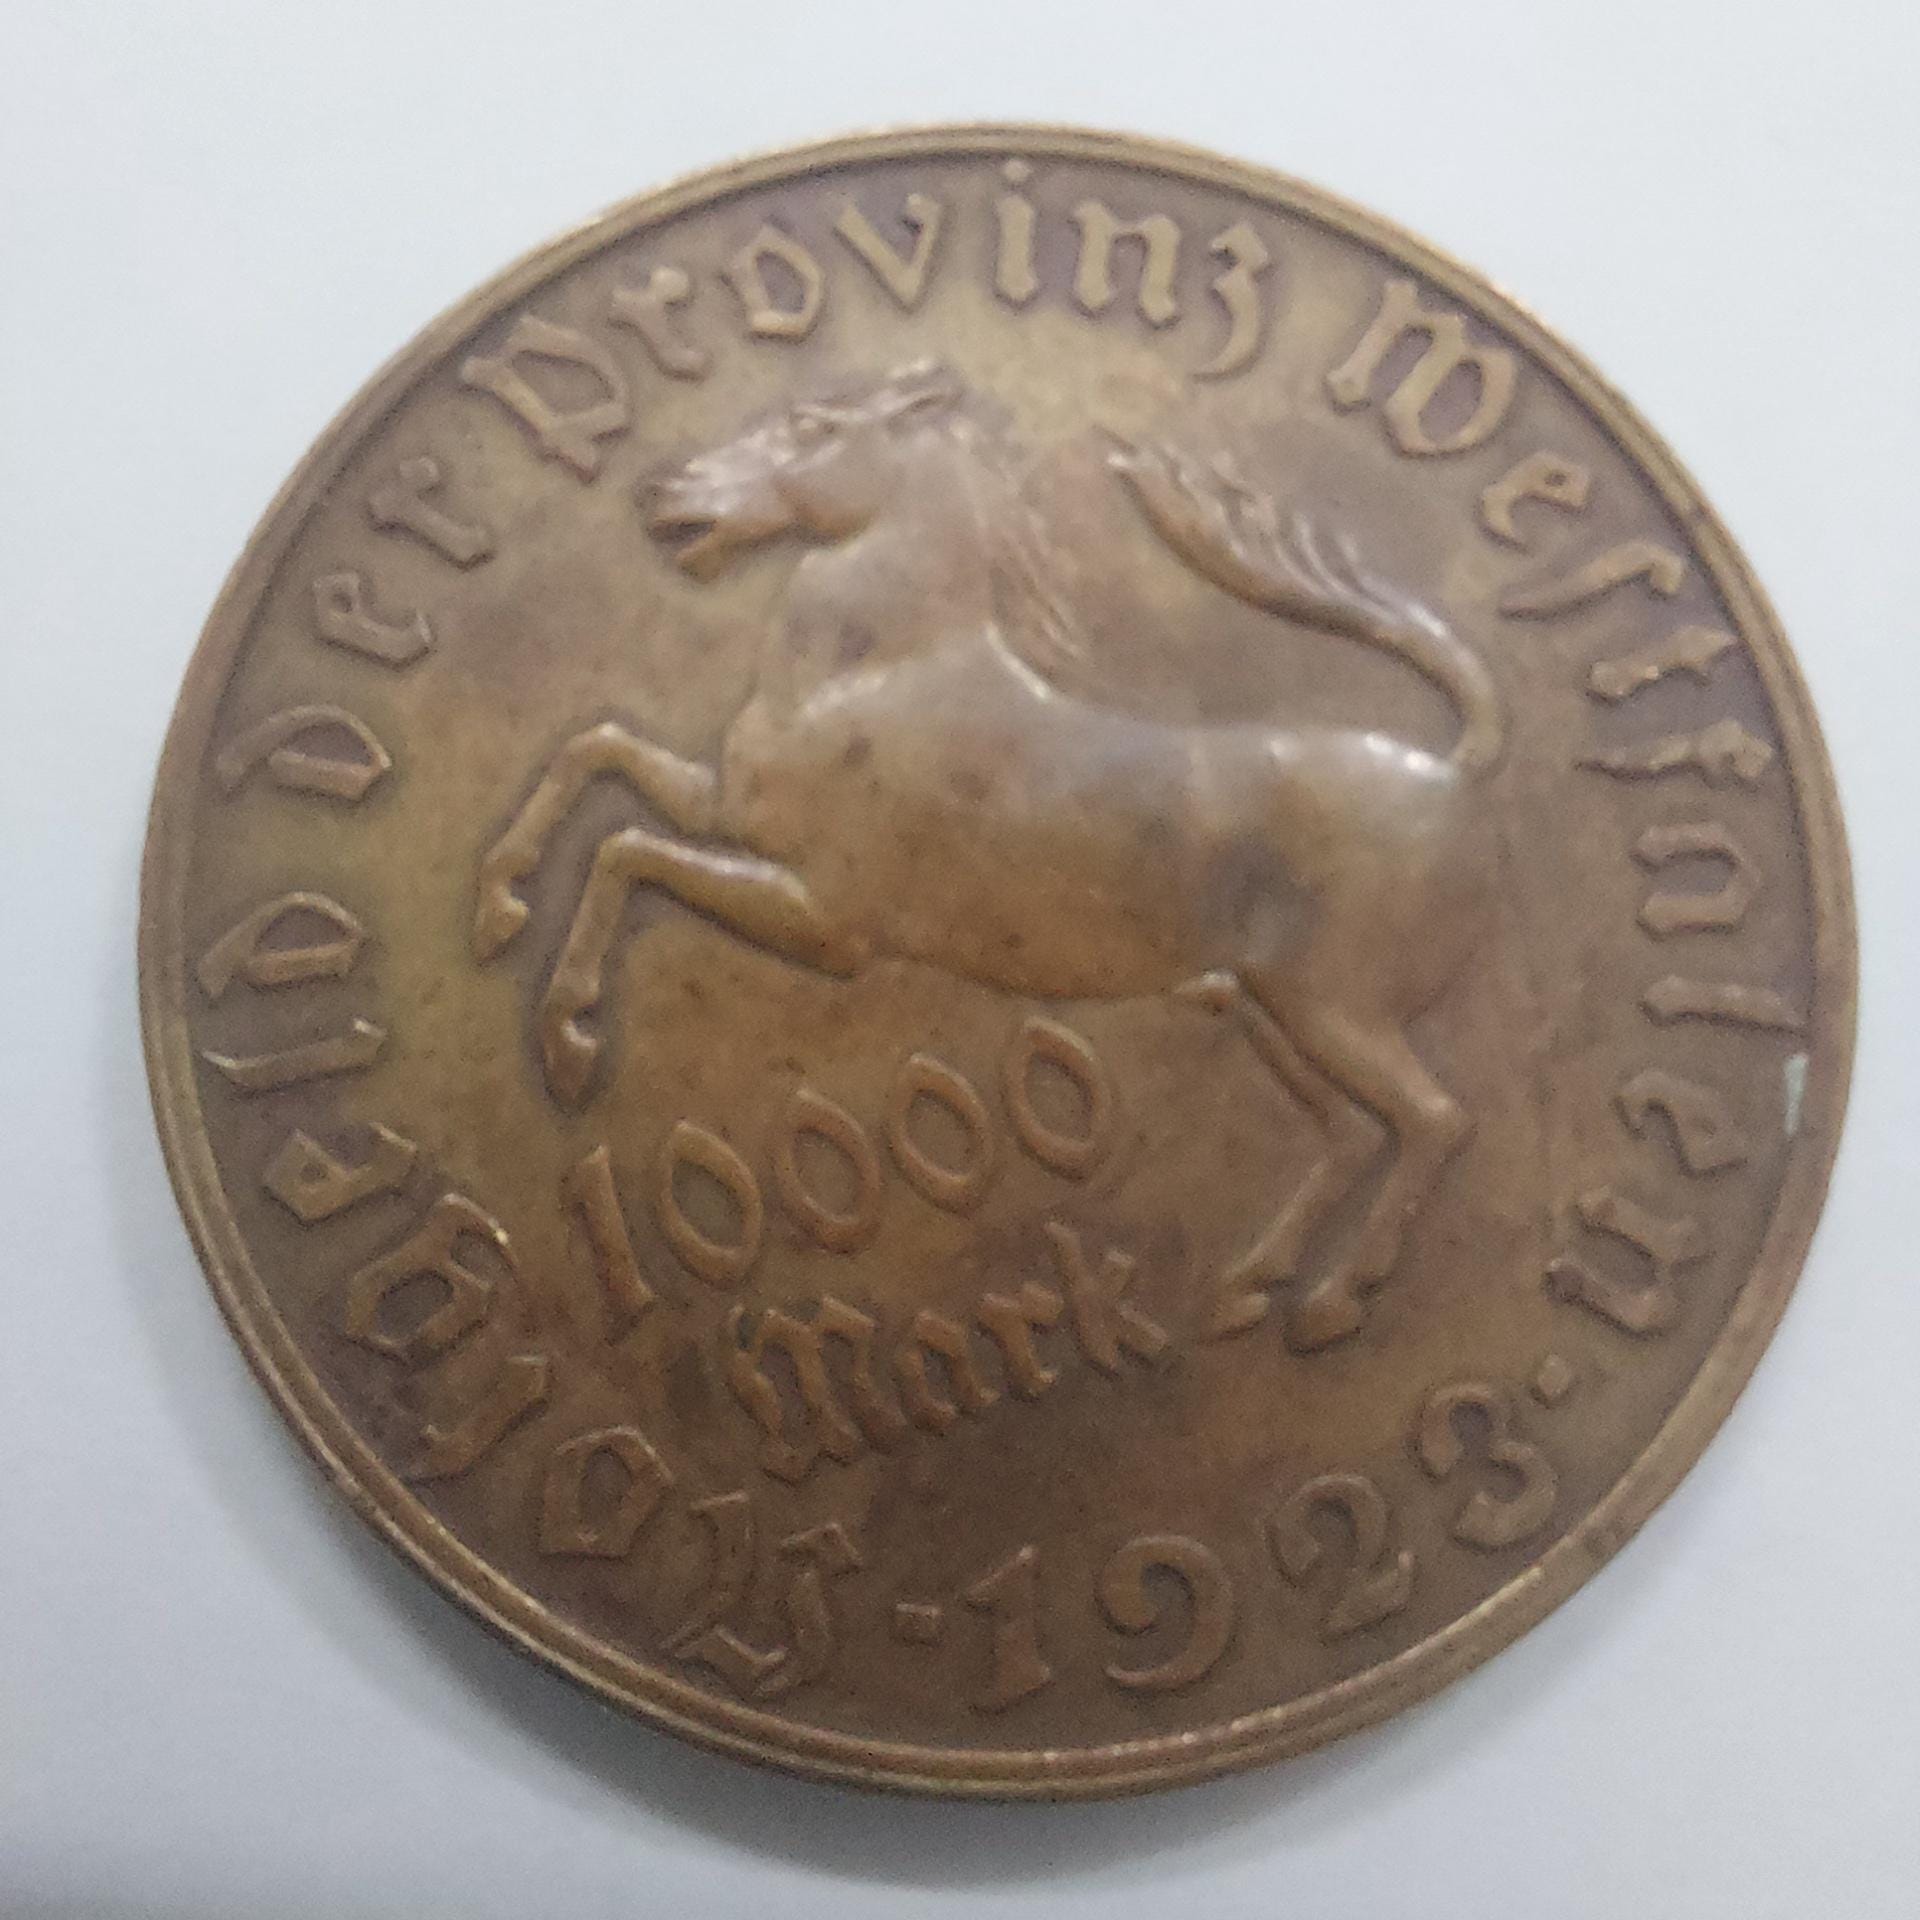 Notgeld der Provinz Westfalen · 1923 ·
10000
Mark